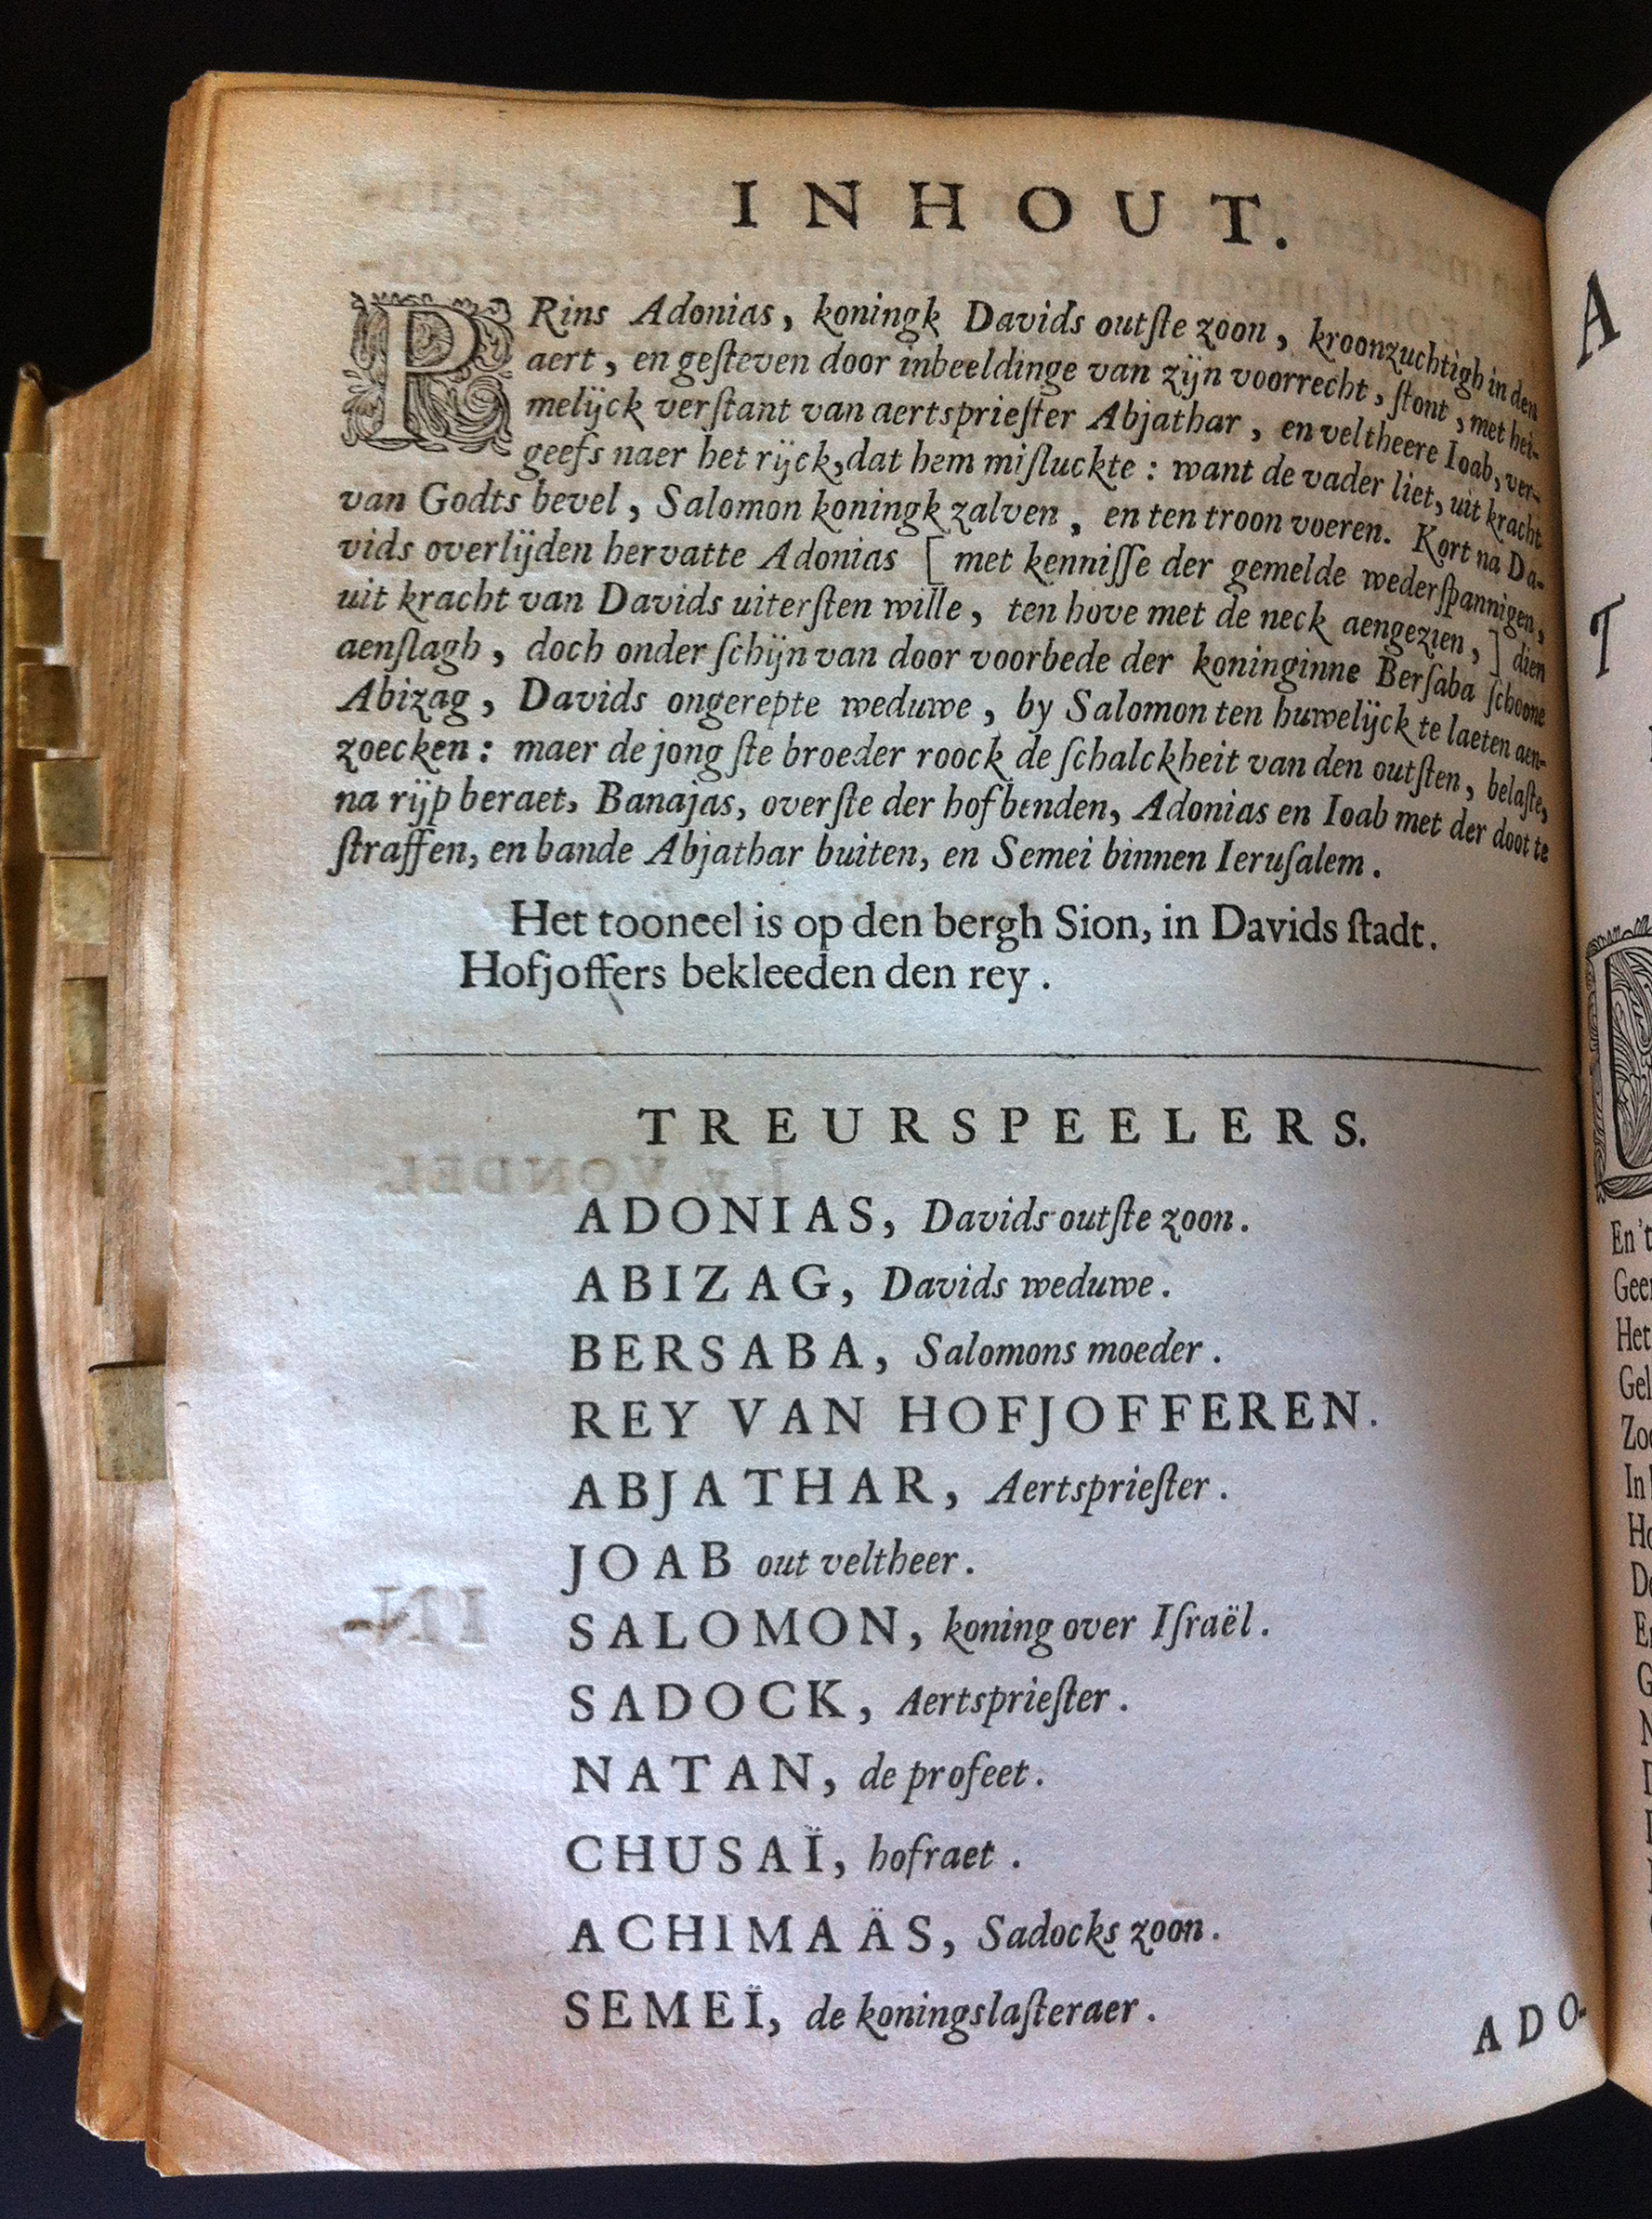 INHOUT.
PRins Adonias, koningk Davids outſte zoon, kroonzuchtigh in den
aert, en geſteven door inbeeldinge van zijn voorrecht, ſtont, met hei-
melijck verſtant van aertsprieſter Abjathar, en veltheere Ioab, ver-
geefs naer het rijck, dat hem miſluckte: want de vader liet, uit kracht
van Godts bevel, Salomon koningk zalven, en ten troon voeren. Kort na Da-
vids overlijden hervatte Adonias [met kenniſſe der gemelde wederſpannigen,
uit kracht van Davids uiterſten wille, ten hove met de neck aengezien,] dien
aenſlagh, doch onder ſchijn van door voorbede der koninginne Berſaba ſchoone
Abizag, Davids ongerepte weduwe, by Salomon ten huwelijck te laeten aen-
zoecken: maer de jongſte broeder roock de ſchalckheit van den outſten, belaſte,
na rijp beraet, Banajas, overſte der hofbenden, Adonias en Ioab met der doot te
ſtraffen, en bande Abjathar buiten, en Semei binnen Ieruſalem.
Het tooneel is op den bergh Sion, in Davids ſtadt.
Hofjoffers bekleeden den rey.
TREURSPEELERS.
ADONIAS, Davids outſte zoon.
ABIZAG, Davids weduwe.
BERSABA, Salomons moeder.
REY VAN HOFJOFFEREN.
ABJATHAR, Aertsprieſter.
JOAB out veltheer.
SALOMON, koning over Iſraël.
SADOCK, Aertsprieſter.
NATAN, de profeet.
CHUSAÏ, hofraet.
ACHIMAÄS, Sadocks zoon.
SEMEÏ, de koningslaſteraer.
ADO-
A
T
En't
Het
In